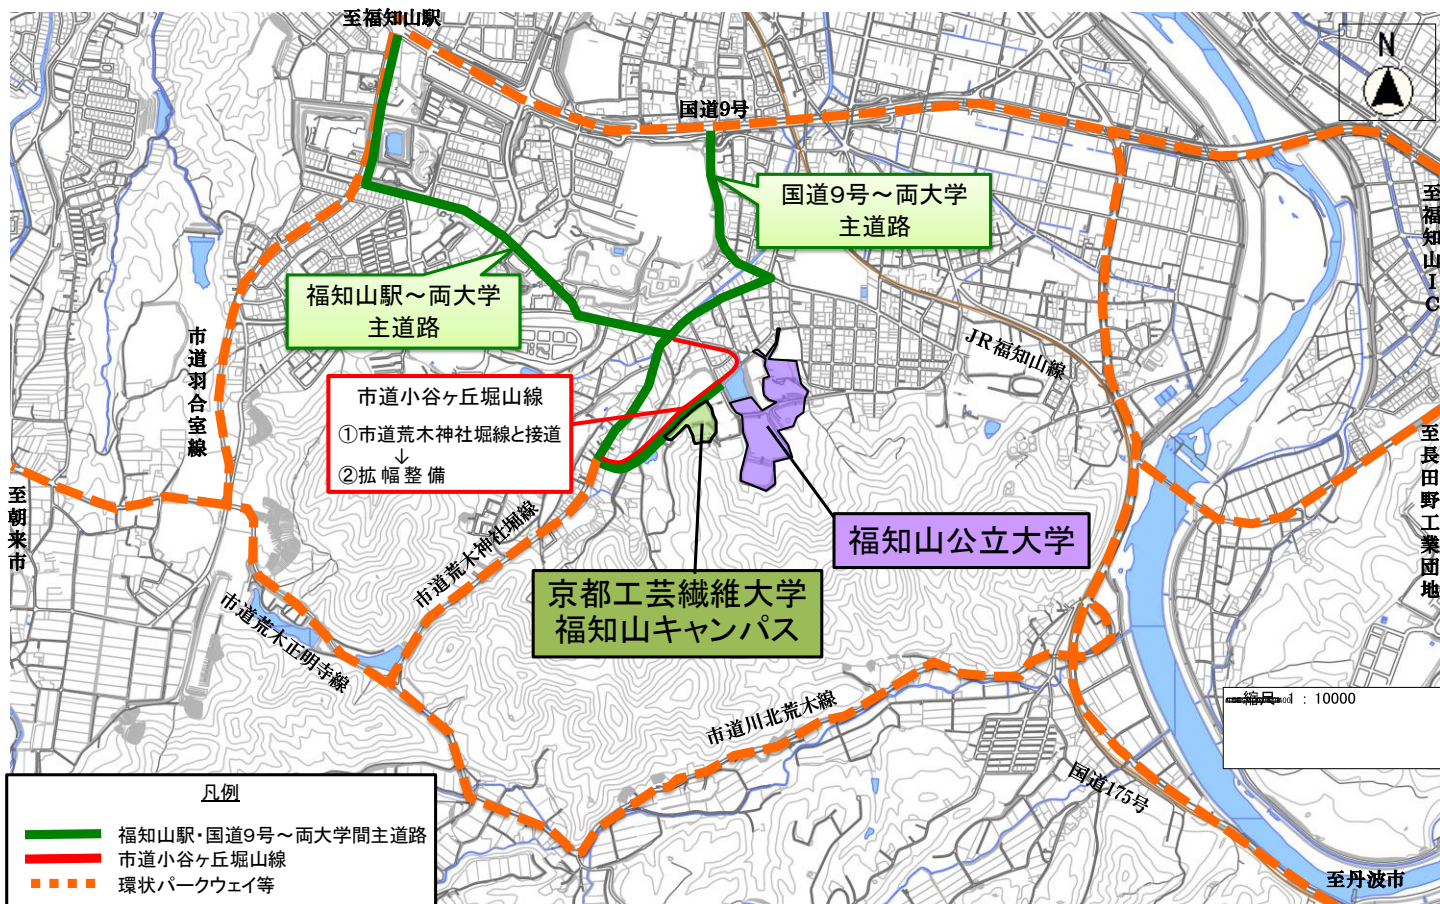 至福知山駅
N
国道9号
国道9号～両大学
主道路
至福知山IC
福知山駅～両大学
主道路
市道羽合室線
JR福知山線
市道小谷ヶ丘堀山線
①市道荒木神社堀線と接道
↓
②拡幅整備
至朝来市
至長田野工業団地
福知山公立大学
市道荒木神社堀線
京都工芸繊維大学
福知山キャンパス
市道荒木正明寺線
市道川北荒木線
縮尺 1 : 10000
国道175号
凡例
福知山駅・国道9号～両大学間主道路
市道小谷ヶ丘堀山線
環状パークウェイ等
至丹波市